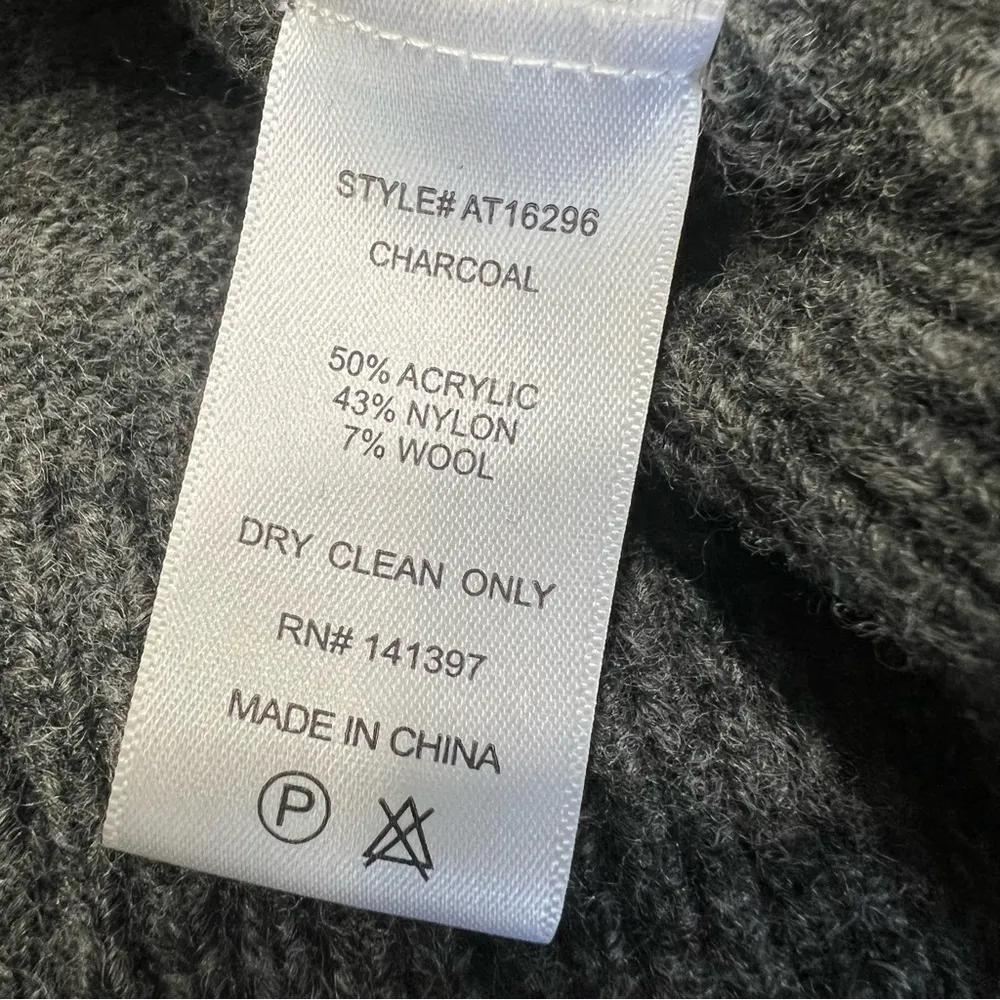 STYLE# AT16296
CHARCOAL
50% ACRYLIC
43% NYLON
7% WOOL
DRY CLEAN ONLY
RN# 141397
MADE IN CHINA
P